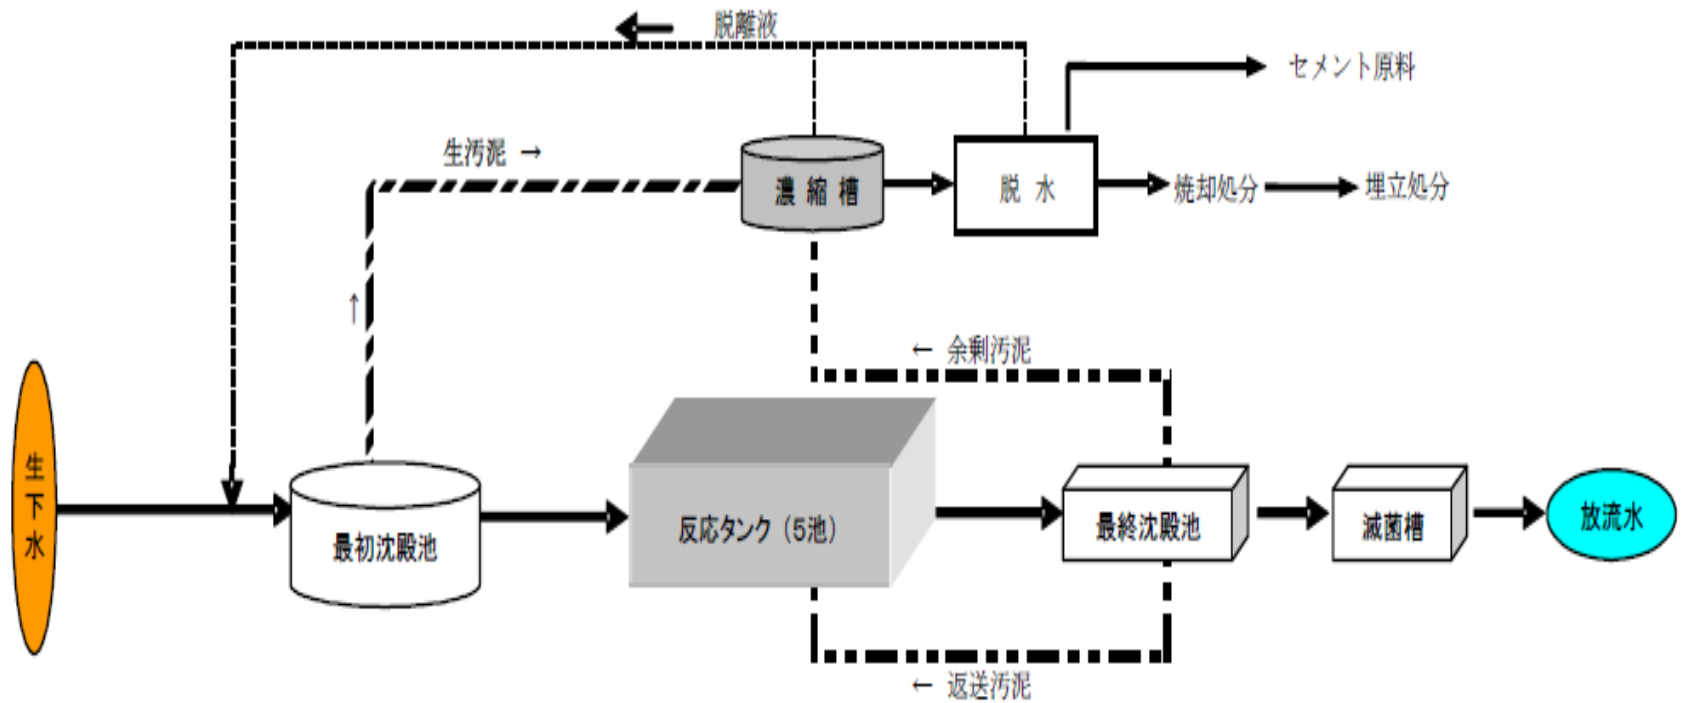 脱離液
セメント原料
生汚泥 →
濃縮槽
脱水
焼却処分
埋立処分
↑
← 余剰汚泥
生下水
最初沈殿池
反応タンク（5池）
最終沈殿池
滅菌槽
放流水
← 返送汚泥